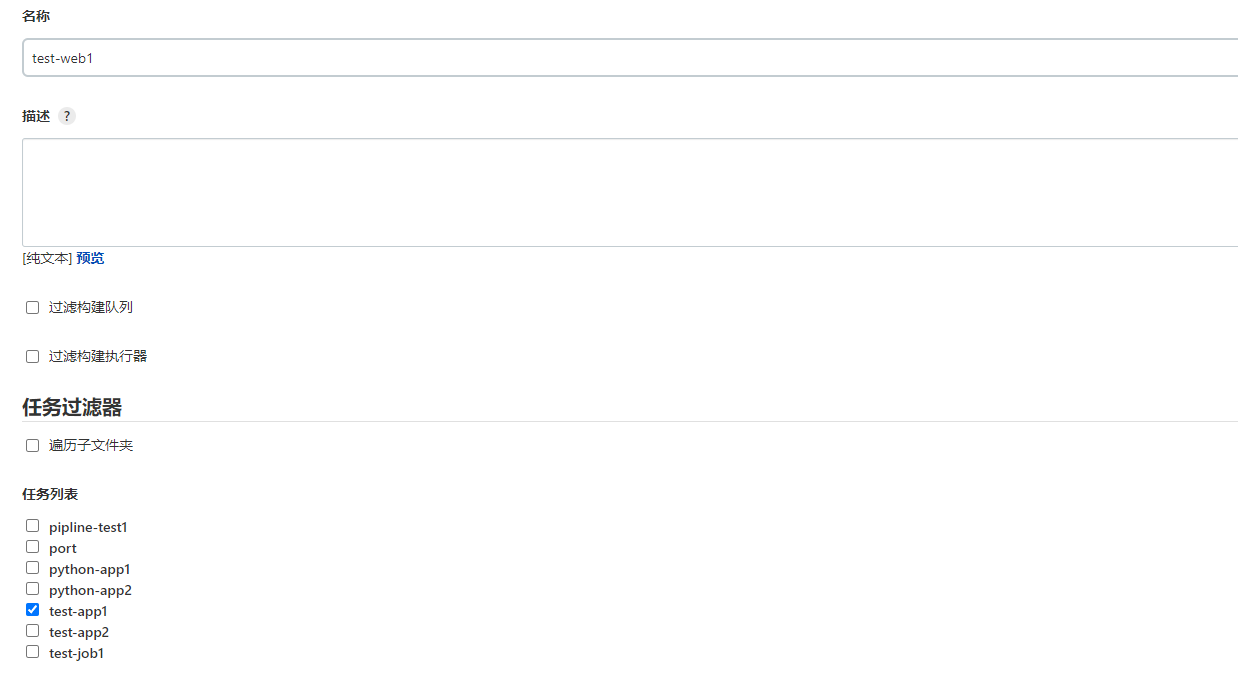 名称
test-web1
描述 ?
[纯文本] 预览
过滤构建队列
过滤构建执行器
任务过滤器
遍历子文件夹
任务列表
pipline-test1
port
python-app1
python-app2
test-app1
test-app2
test-job1